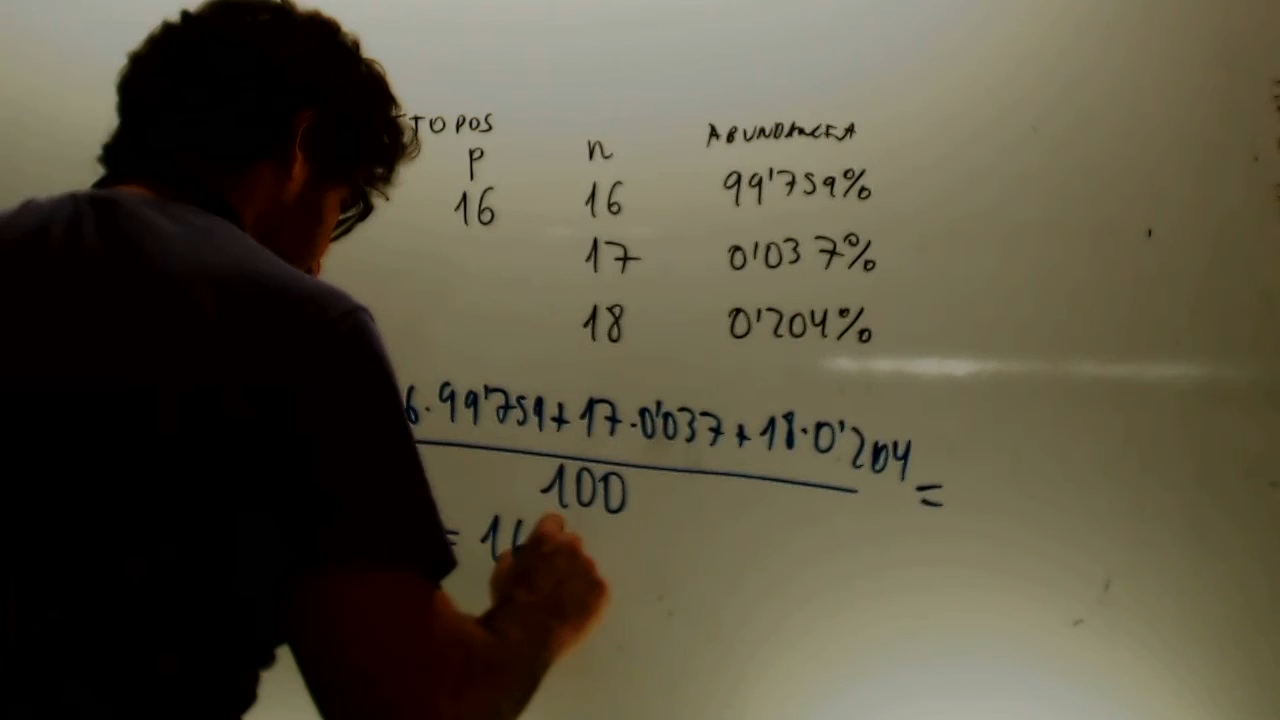 TOPOS ABUNDANCIA
p n
16 16 99'759%
17 0'037%
18 0'204%
6·99'759+17·0'037+18·0'204 =
100
= 16